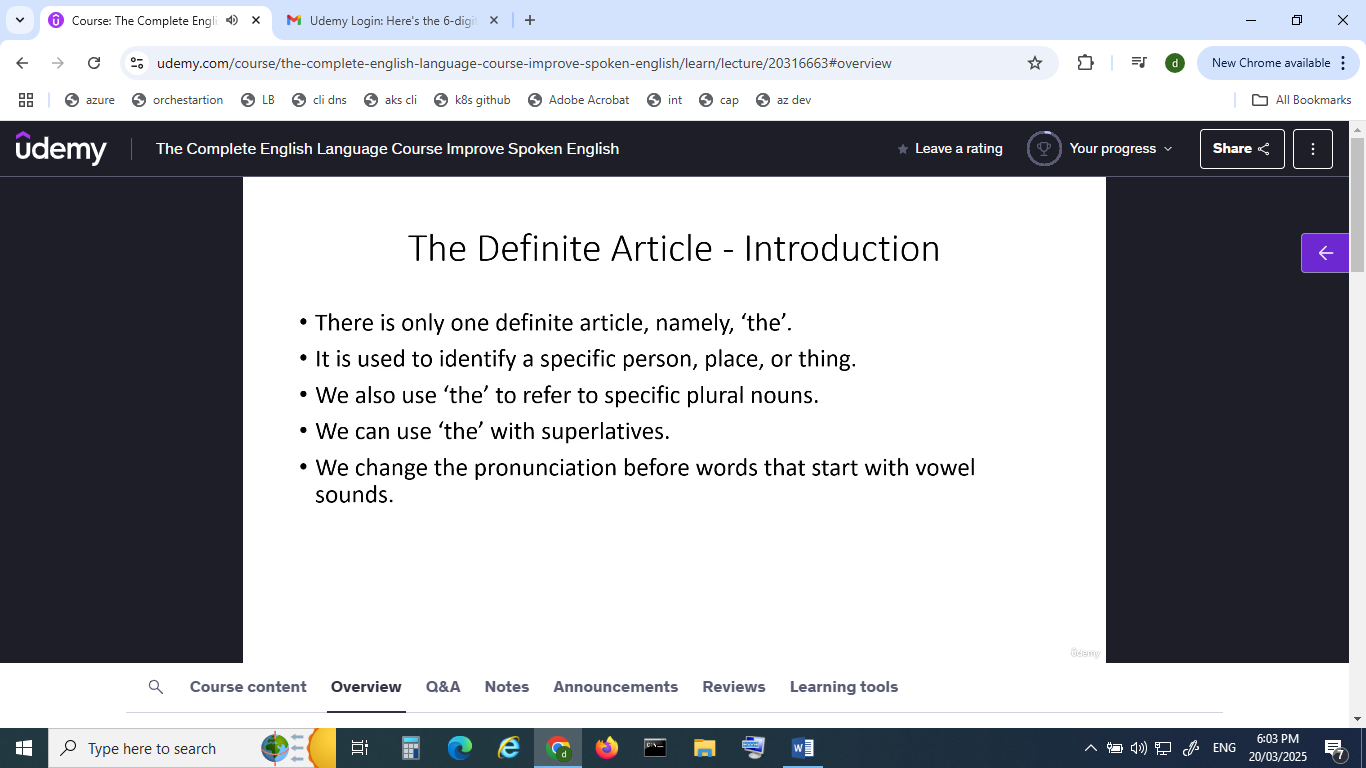 Course: The Complete Engli
Udemy Login: Here's the 6-digi
udemy.com/course/the-complete-english-language-course-improve-spoken-english/learn/lecture/20316663#overview
d
New Chrome available
azure
orchestartion
LB
cli dns
aks cli
k8s github
Adobe Acrobat
int
cap
az dev
All Bookmarks
udemy
The Complete English Language Course Improve Spoken English
Leave a rating
Your progress
Share
The Definite Article - Introduction
• There is only one definite article, namely, ‘the’.
• It is used to identify a specific person, place, or thing.
• We also use ‘the’ to refer to specific plural nouns.
• We can use ‘the’ with superlatives.
• We change the pronunciation before words that start with vowel
sounds.
udemy
Course content
Overview
Q&A
Notes
Announcements
Reviews
Learning tools
Type here to search
ENG
6:03 PM
20/03/2025
7